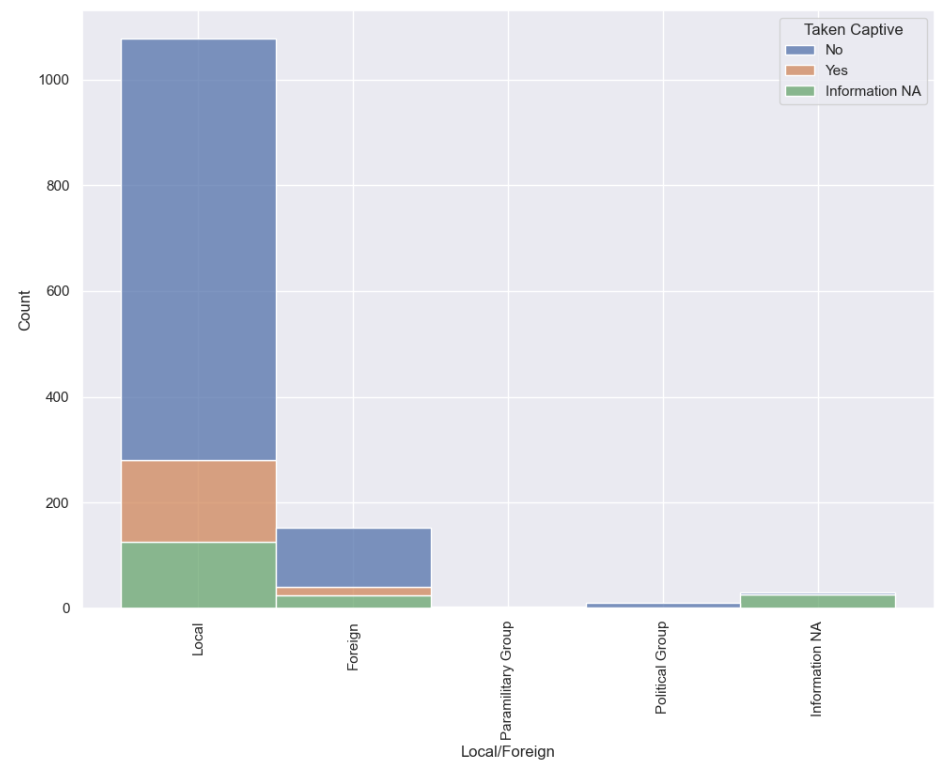 Taken Captive
No
Yes
Information NA
1000
800
600
400
200
0
Count
Local
Foreign
Paramilitary Group
Political Group
Information NA
Local/Foreign